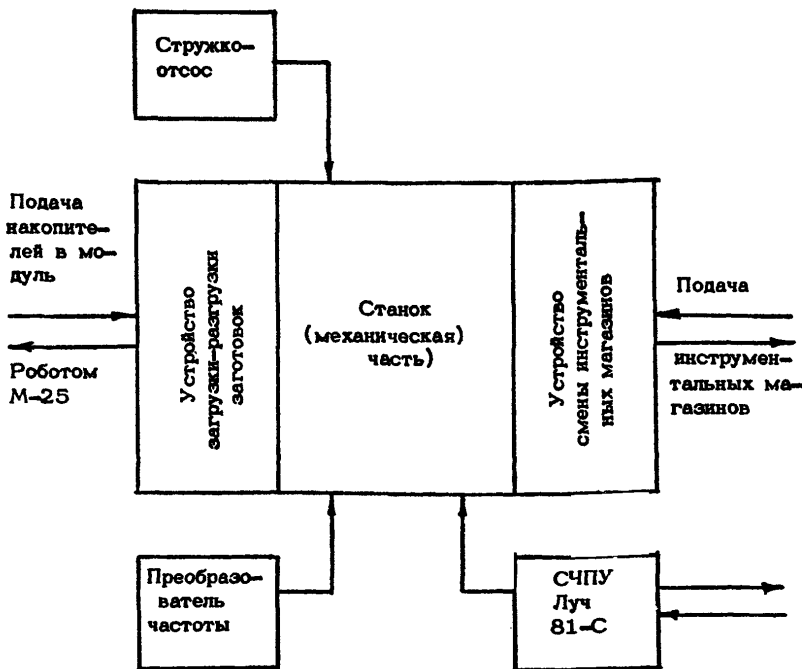 Стружко-
отсос
Подача
накопите-
лей в мо-
дуль
Роботом
М-25
Устройство
загрузки-разгрузки
заготовок
Станок
(механическая)
часть)
Устройство
смены инструменталь-
ных магазинов
Подача
инструмен-
тальных ма-
газинов
Преобразо-
ватель
частоты
СЧПУ
Луч
81-С